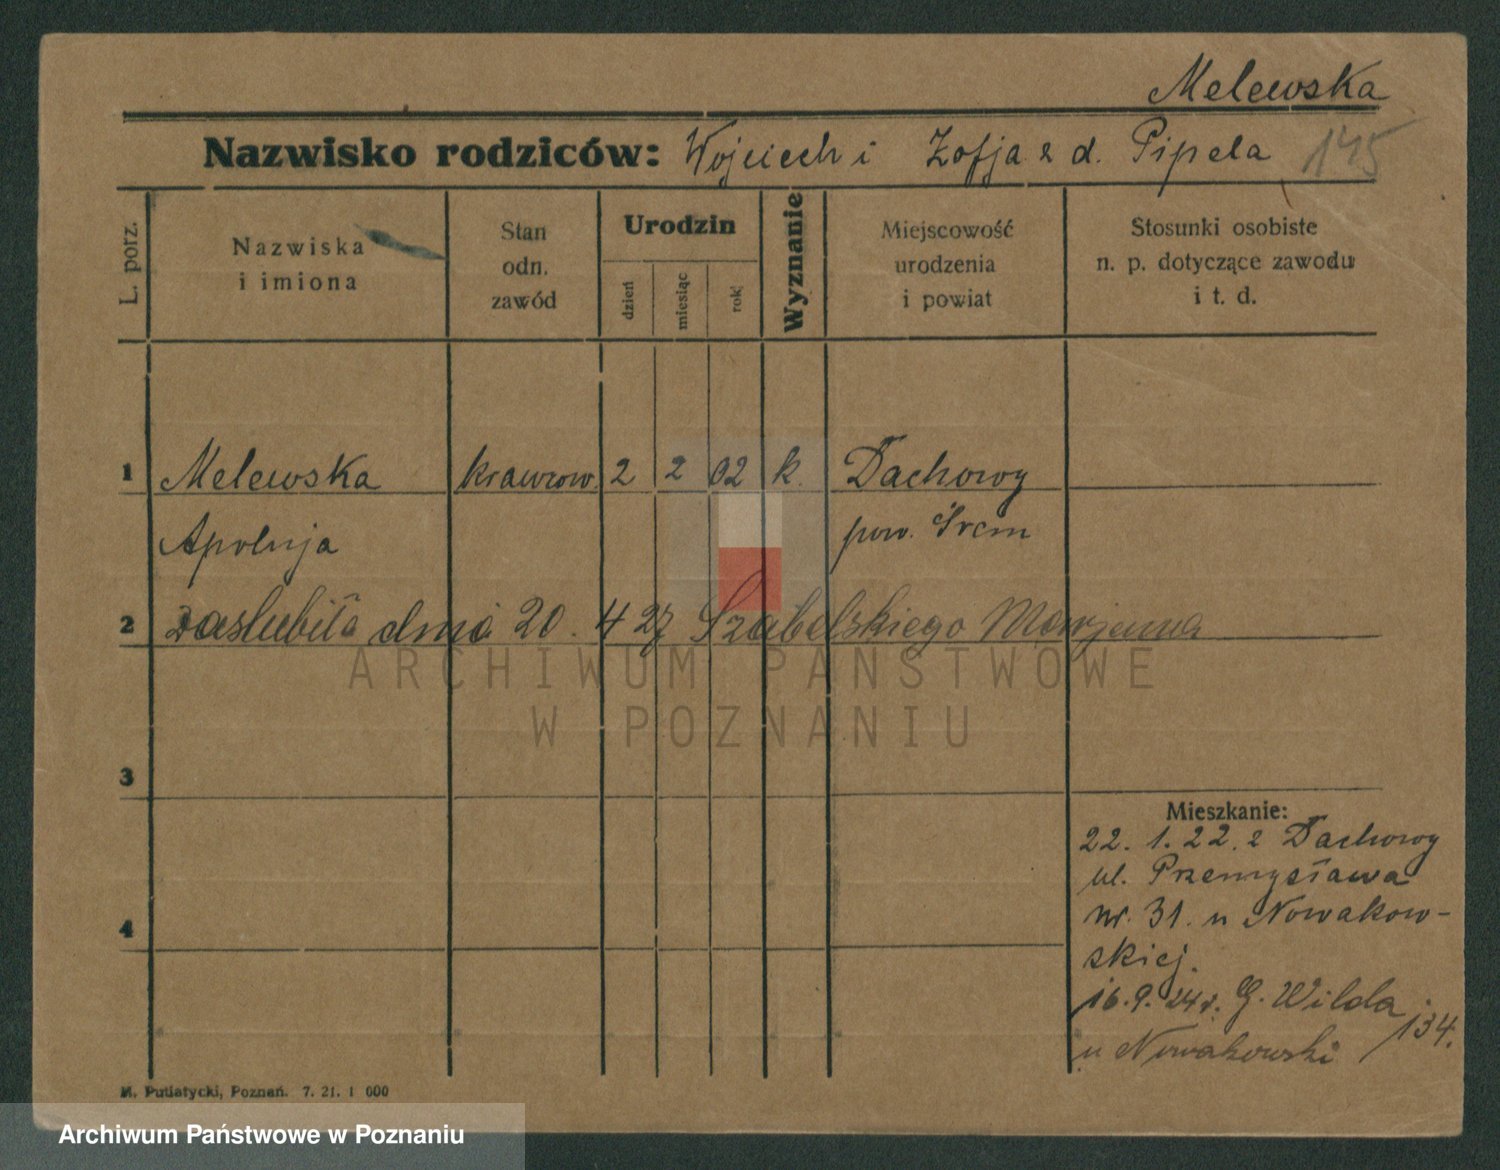 Melewska
Nazwisko rodziców: Wojciech i Zofja z d. Pipela 145
L. porz.
Nazwiska
i imiona
Stan
odn.
zawód
Urodzin
dzień
miesiąc
rok
Wyznanie
Miejscowość
urodzenia
i powiat
Stosunki osobiste
n. p. dotyczące zawodu
i t. d.
1 Melewska krawcow 2 2 02 k. Dachowy
Apolnja pow. Śrem
2 zaslubiła dnia 20. 4 27 Szabelskiego Marjana
ARCHIWUM PAŃSTWOWE
W POZNANIU
3
Mieszkanie:
22. 1. 22. z Dachowy
ul. Przemysława
nr. 31. u Nowakow-
skiej.
4
16. 9. 24 r. G. Wilda
134.
u Nowakowski
M. Putiatycki, Poznań. 7. 21. 1 000
Archiwum Państwowe w Poznaniu